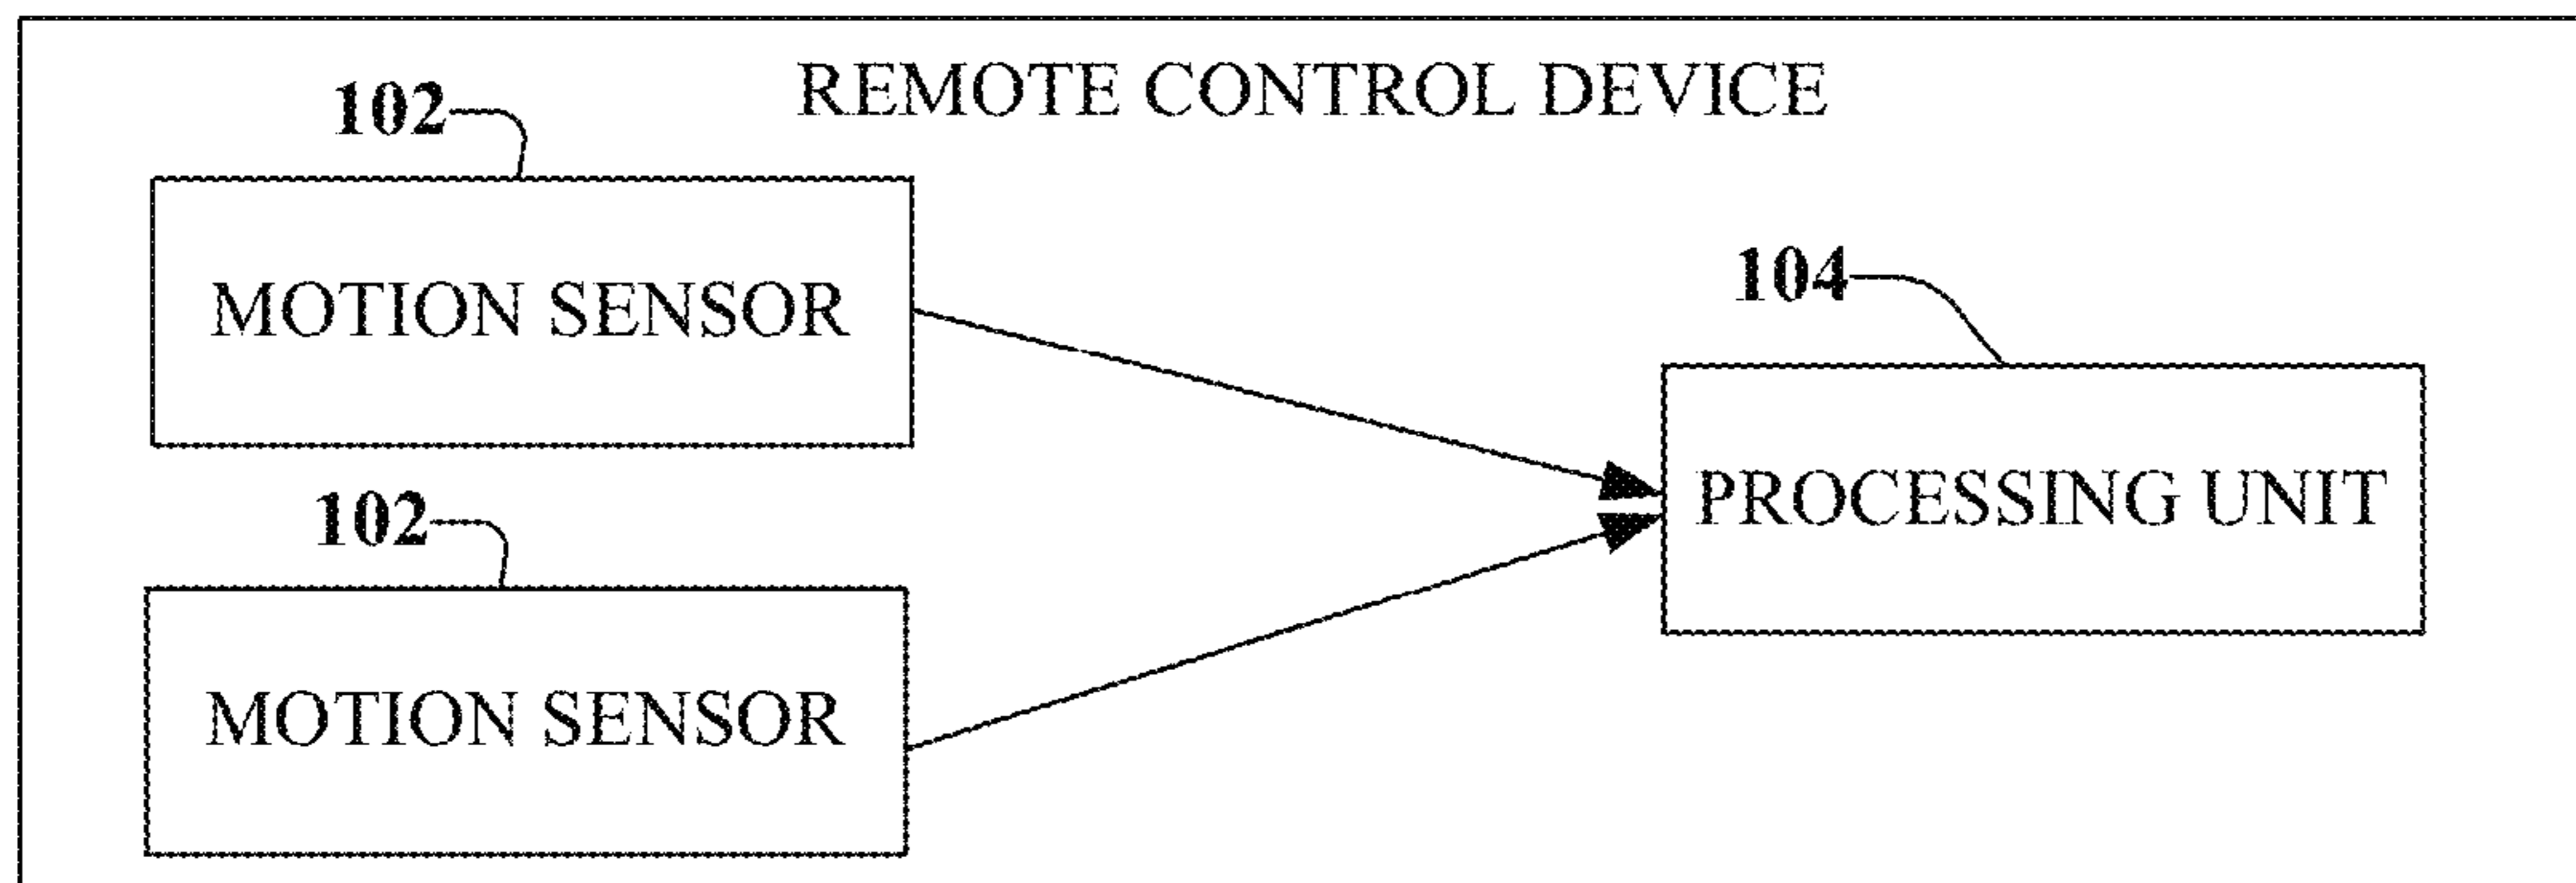 REMOTE CONTROL DEVICE
102
MOTION SENSOR
104
PROCESSING UNIT
102
MOTION SENSOR